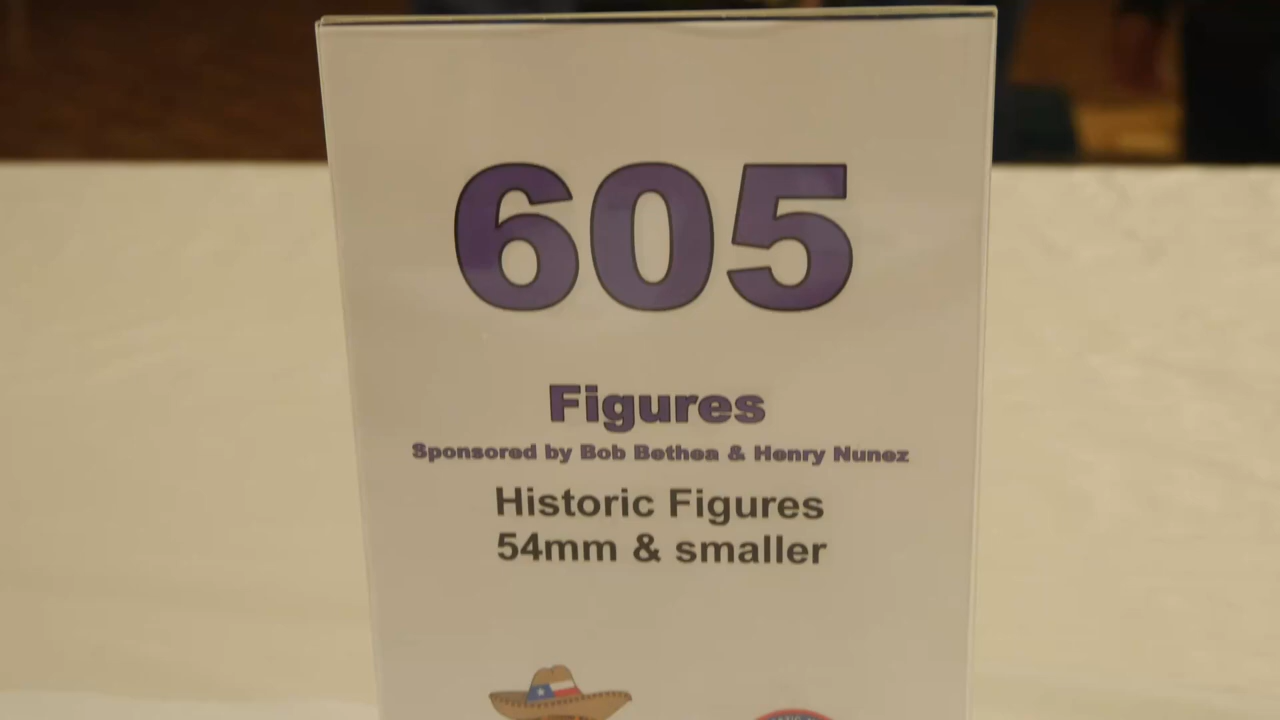 605
Figures
Sponsored by Bob Bethea & Henry Nunez
Historic Figures
54mm & smaller